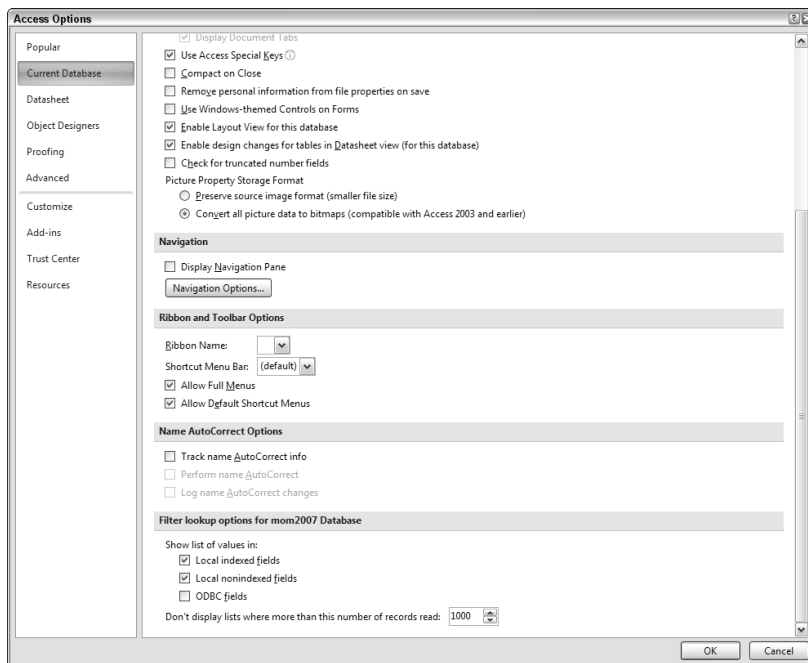 Access Options
Popular
Current Database
Datasheet
Object Designers
Proofing
Advanced
Customize
Add-ins
Trust Center
Resources
Display Document Tabs
Use Access Special Keys
Compact on Close
Remove personal information from file properties on save
Use Windows-themed Controls on Forms
Enable Layout View for this database
Enable design changes for tables in Datasheet view (for this database)
Check for truncated number fields
Picture Property Storage Format
Preserve source image format (smaller file size)
Convert all picture data to bitmaps (compatible with Access 2003 and earlier)
Navigation
Display Navigation Pane
Navigation Options...
Ribbon and Toolbar Options
Ribbon Name:
Shortcut Menu Bar: (default)
Allow Full Menus
Allow Default Shortcut Menus
Name AutoCorrect Options
Track name AutoCorrect info
Perform name AutoCorrect
Log name AutoCorrect changes
Filter lookup options for mom2007 Database
Show list of values in:
Local indexed fields
Local nonindexed fields
ODBC fields
Don't display lists where more than this number of records read: 1000
OK Cancel